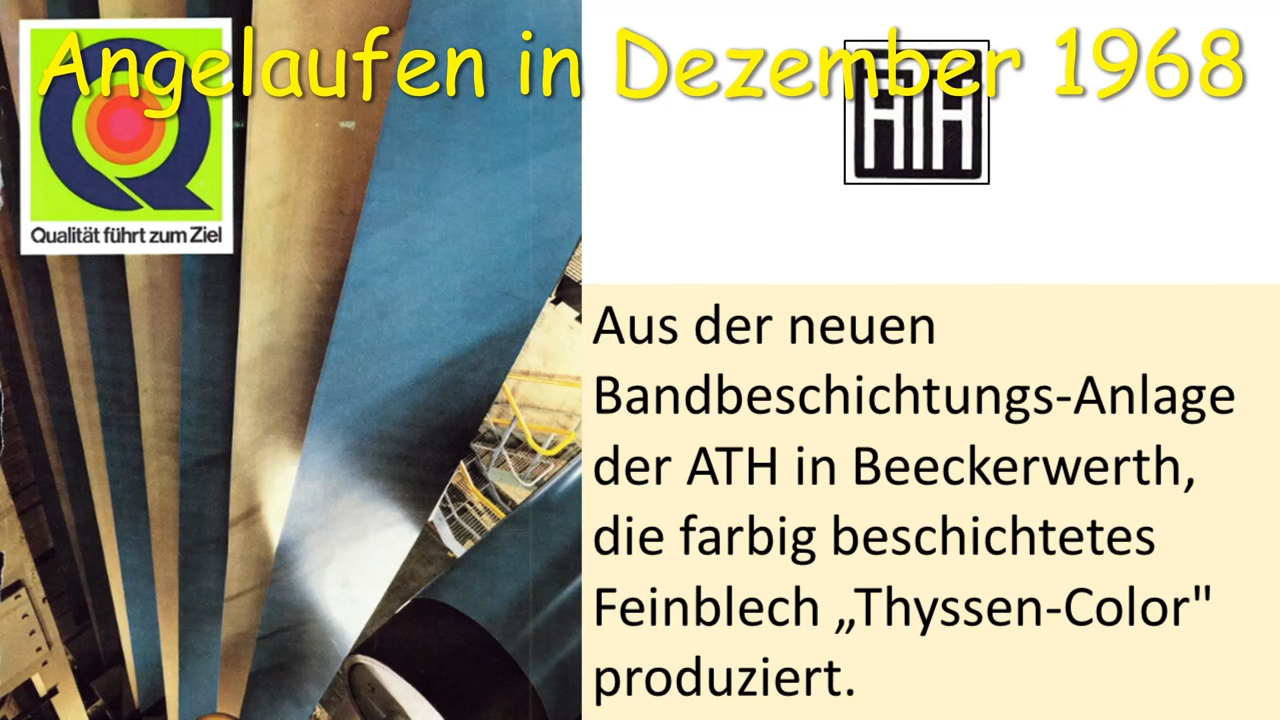 Angelaufen in Dezember 1968
Qualität führt zum Ziel
ATH
Aus der neuen
Bandbeschichtungs-Anlage
der ATH in Beeckerwerth,
die farbig beschichtetes
Feinblech „Thyssen-Color"
produziert.